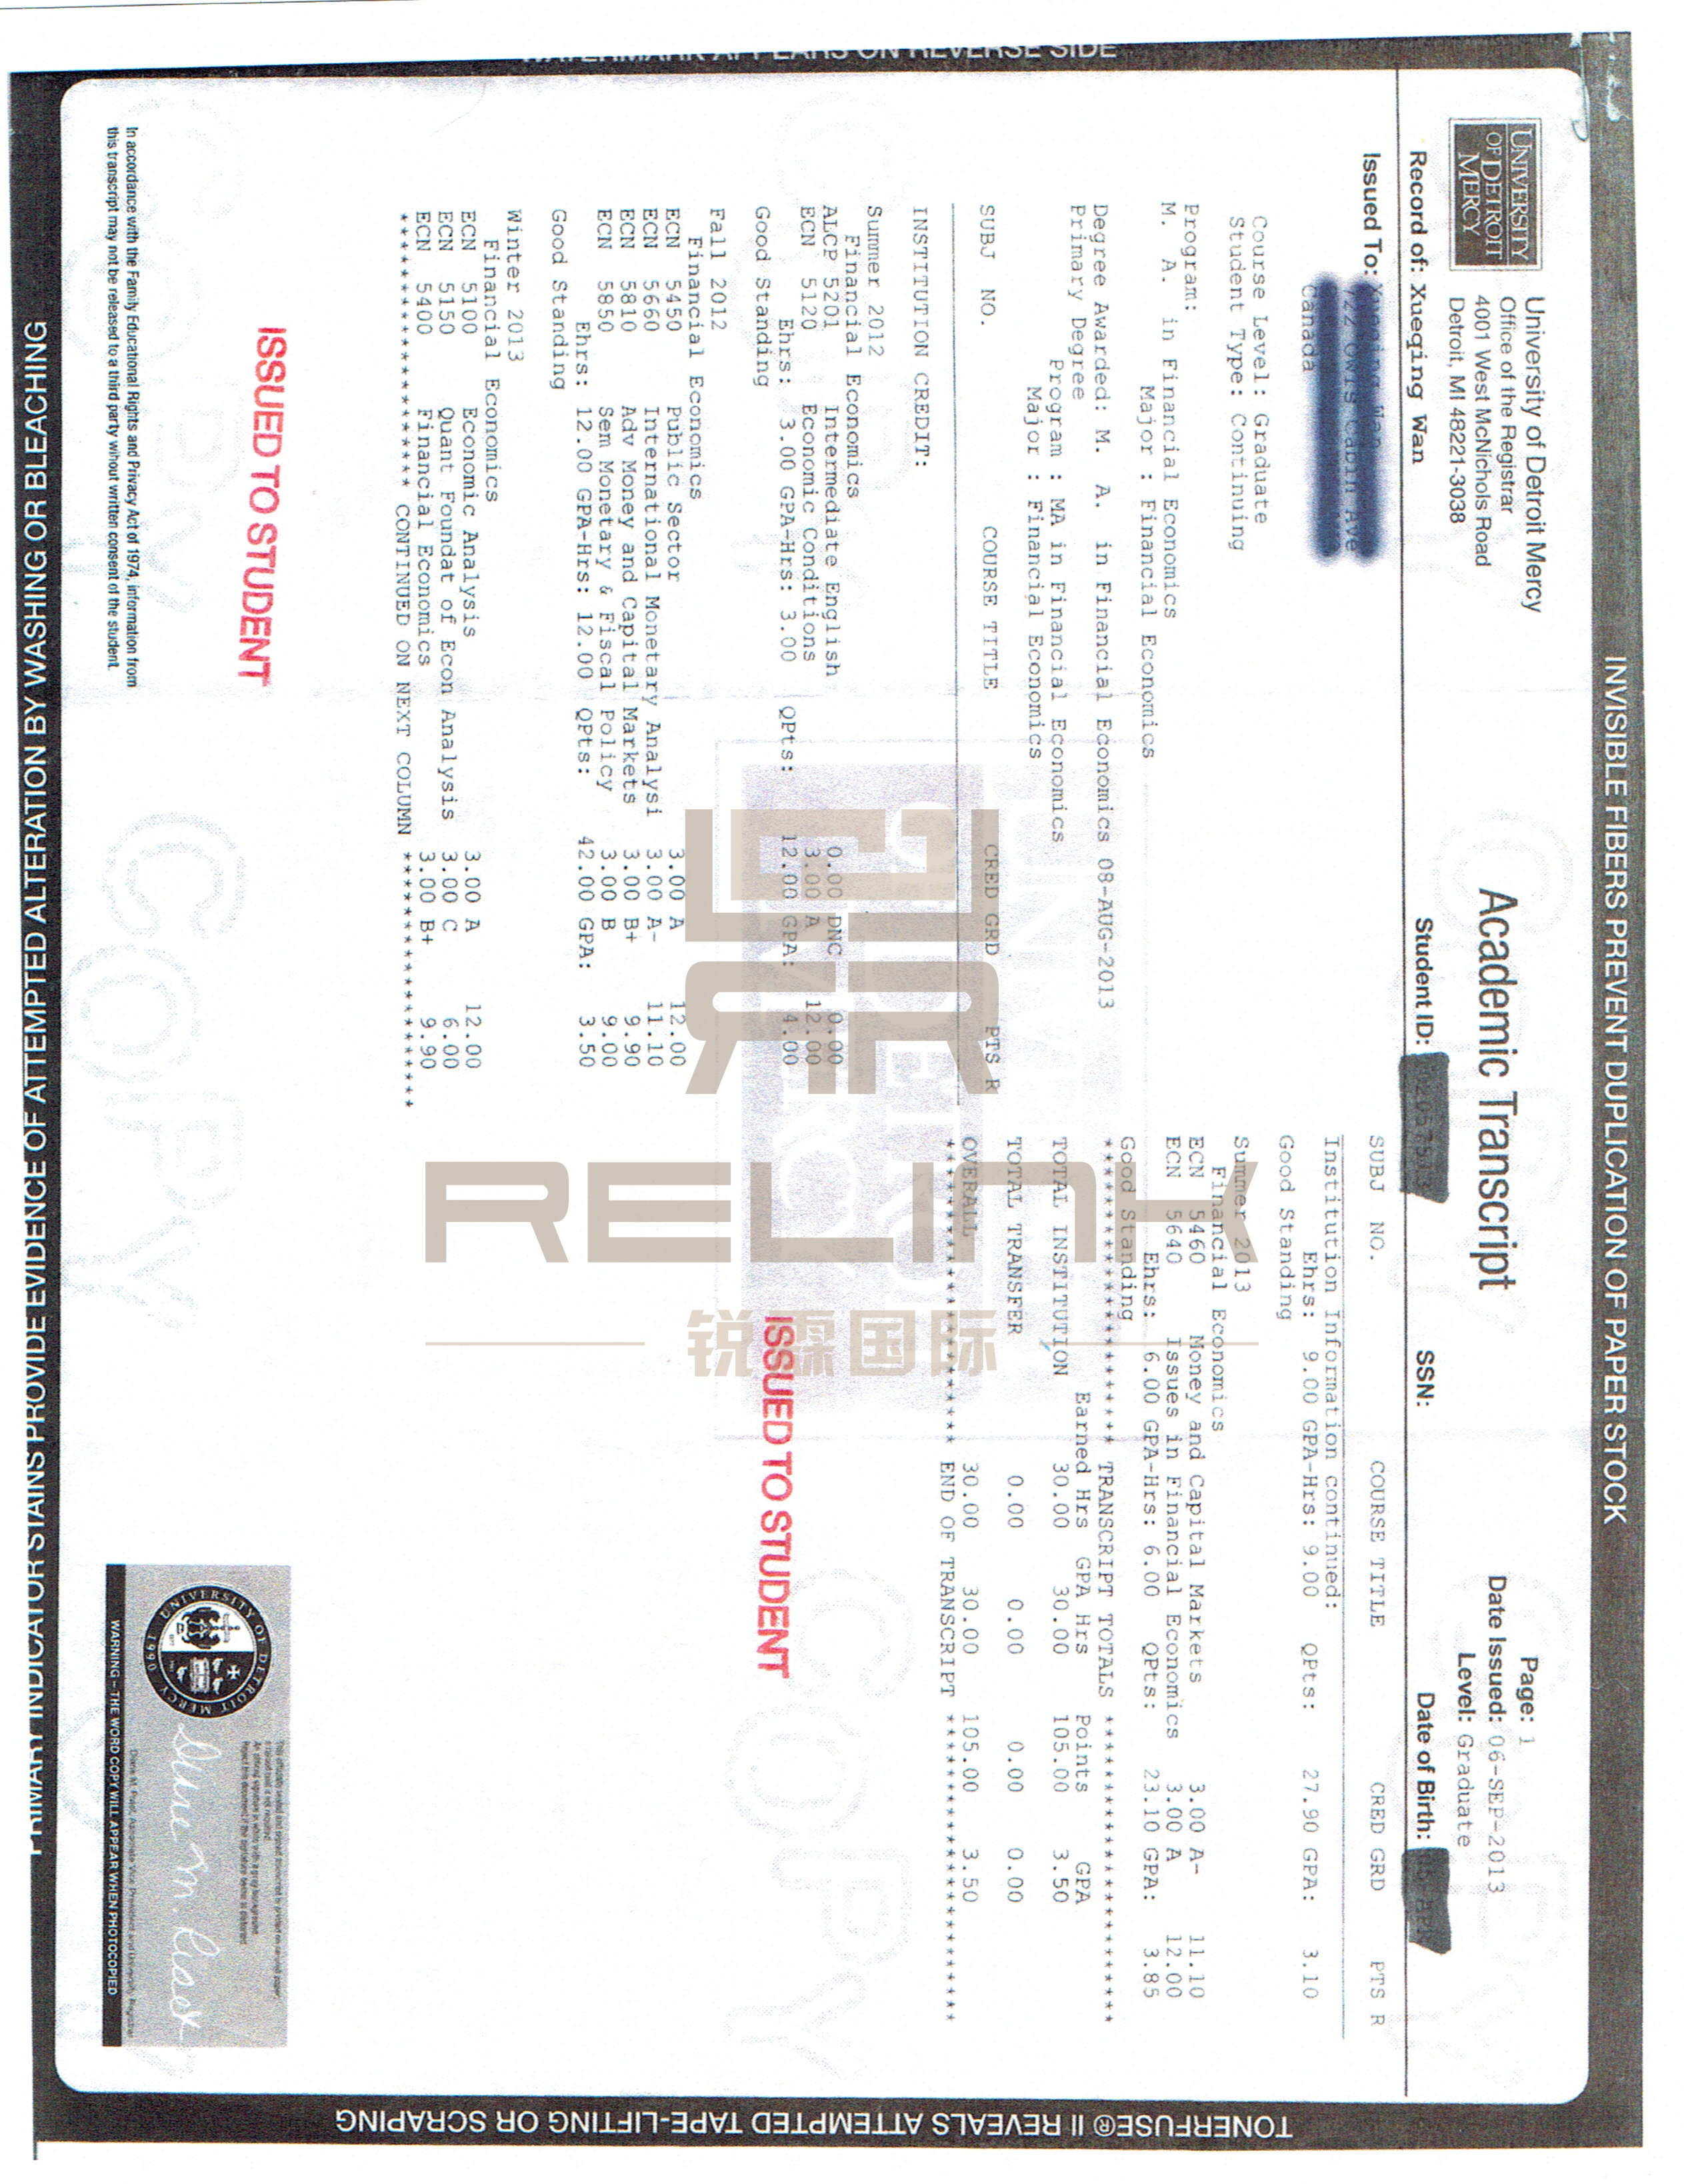 INVISIBLE FIBERS PREVENT DUPLICATION OF PAPER STOCK
UNIVERSITY
OF DETROIT
MERCY
University of Detroit Mercy
Office of the Registrar
4001 West McNichols Road
Detroit, MI 48221-3038
Academic Transcript
Page: 1
Date Issued: 06-SEP-2013
Level: Graduate
Record of: Xueqing Wan
Student ID:
SSN:
Date of Birth:
Issued To:
Canada
Course Level: Graduate
Student Type: Continuing
Program:
M. A. in Financial Economics
Major : Financial Economics
Degree Awarded: M. A. in Financial Economics 08-AUG-2013
Primary Degree
Program : MA in Financial Economics
Major : Financial Economics
SUBJ NO. COURSE TITLE CRED GRD PTS R
INSTITUTION CREDIT:
Summer 2012
Financial Economics
ALCP 5201 Intermediate English 0.00 DNC 0.00
ECN 5120 Economic Conditions 3.00 A 12.00
Ehrs: 3.00 GPA-Hrs: 3.00 QPts: 12.00 GPA: 4.00
Good Standing
Fall 2012
Financial Economics
ECN 5450 Public Sector 3.00 A 12.00
ECN 5660 International Monetary Analysi 3.00 A- 11.10
ECN 5810 Adv Money and Capital Markets 3.00 B+ 9.90
ECN 5850 Sem Monetary & Fiscal Policy 3.00 B 9.00
Ehrs: 12.00 GPA-Hrs: 12.00 QPts: 42.00 GPA: 3.50
Good Standing
Winter 2013
Financial Economics
ECN 5100 Economic Analysis 3.00 A 12.00
ECN 5150 Quant Foundat of Econ Analysis 3.00 C 6.00
ECN 5400 Financial Economics 3.00 B+ 9.90
******************** CONTINUED ON NEXT COLUMN *******************
SUBJ NO. COURSE TITLE CRED GRD PTS R
Institution Information continued:
Ehrs: 9.00 GPA-Hrs: 9.00 QPts: 27.90 GPA: 3.10
Good Standing
Summer 2013
Financial Economics
ECN 5460 Money and Capital Markets 3.00 A- 11.10
ECN 5640 Issues in Financial Economics 3.00 A 12.00
Ehrs: 6.00 GPA-Hrs: 6.00 QPts: 23.10 GPA: 3.85
Good Standing
******************** TRANSCRIPT TOTALS ********************
Earned Hrs GPA Hrs Points GPA
TOTAL INSTITUTION 30.00 30.00 105.00 3.50
TOTAL TRANSFER 0.00 0.00 0.00 0.00
OVERALL 30.00 30.00 105.00 3.50
******************** END OF TRANSCRIPT ********************
ISSUED TO STUDENT
ISSUED TO STUDENT
In accordance with the Family Educational Rights and Privacy Act of 1974, information from
this transcript may not be released to a third party without written consent of the student.
UNIVERSITY OF DETROIT MERCY
1990
WARNING – THE WORD COPY WILL APPEAR WHEN PHOTOCOPIED
PRIMARY INDICATOR STAINS PROVIDE EVIDENCE OF ATTEMPTED ALTERATION BY WASHING OR BLEACHING
WATERMARK APPEARS ON REVERSE SIDE
TONERFUSE® II REVEALS ATTEMPTED TAPE-LIFTING OR SCRAPING
COPY
COPY
COPY
COPY
RELINK
锐霖国际